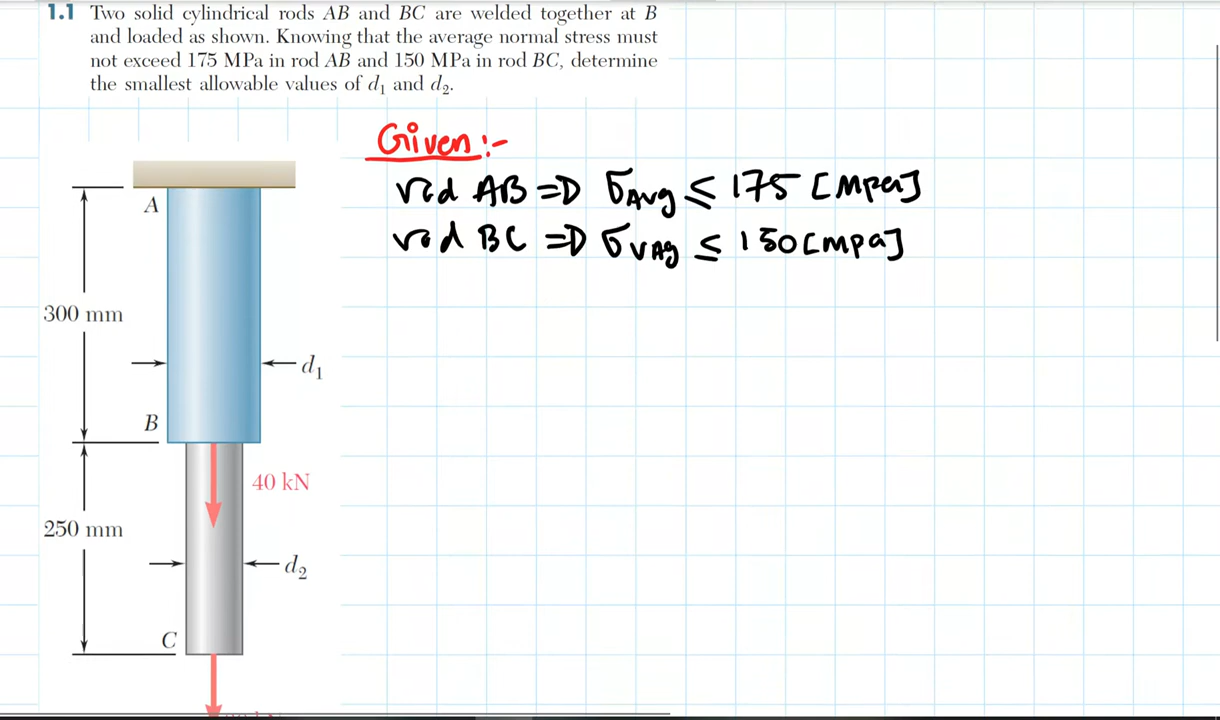 1.1 Two solid cylindrical rods AB and BC are welded together at B
and loaded as shown. Knowing that the average normal stress must
not exceed 175 MPa in rod AB and 150 MPa in rod BC, determine
the smallest allowable values of d₁ and d₂.
Given:-
rod AB => σAvg ≤ 175 [Mpa]
rod BC => σvAg ≤ 150 [mpa]
A
300 mm
d₁
B
40 kN
250 mm
d₂
C